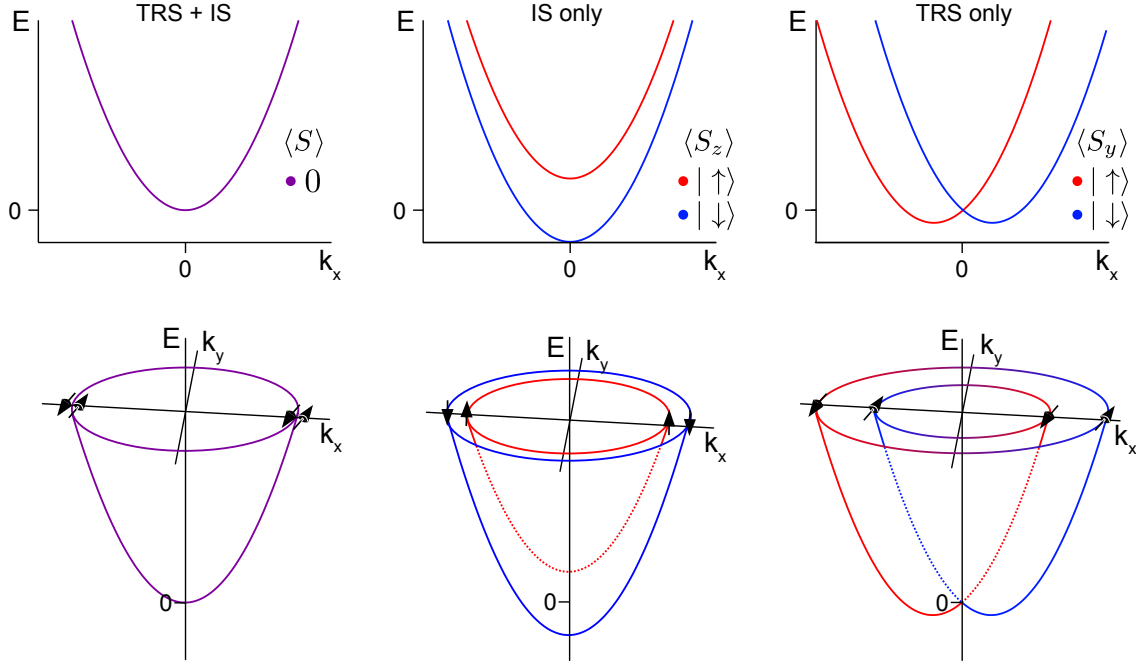 TRS + IS
E
⟨S⟩
0
0
0
k_x
IS only
E
⟨S_z⟩
|↑⟩
|↓⟩
0
0
k_x
TRS only
E
⟨S_y⟩
|↑⟩
|↓⟩
0
0
k_x
E
k_y
k_x
0
E
k_y
k_x
0
E
k_y
k_x
0